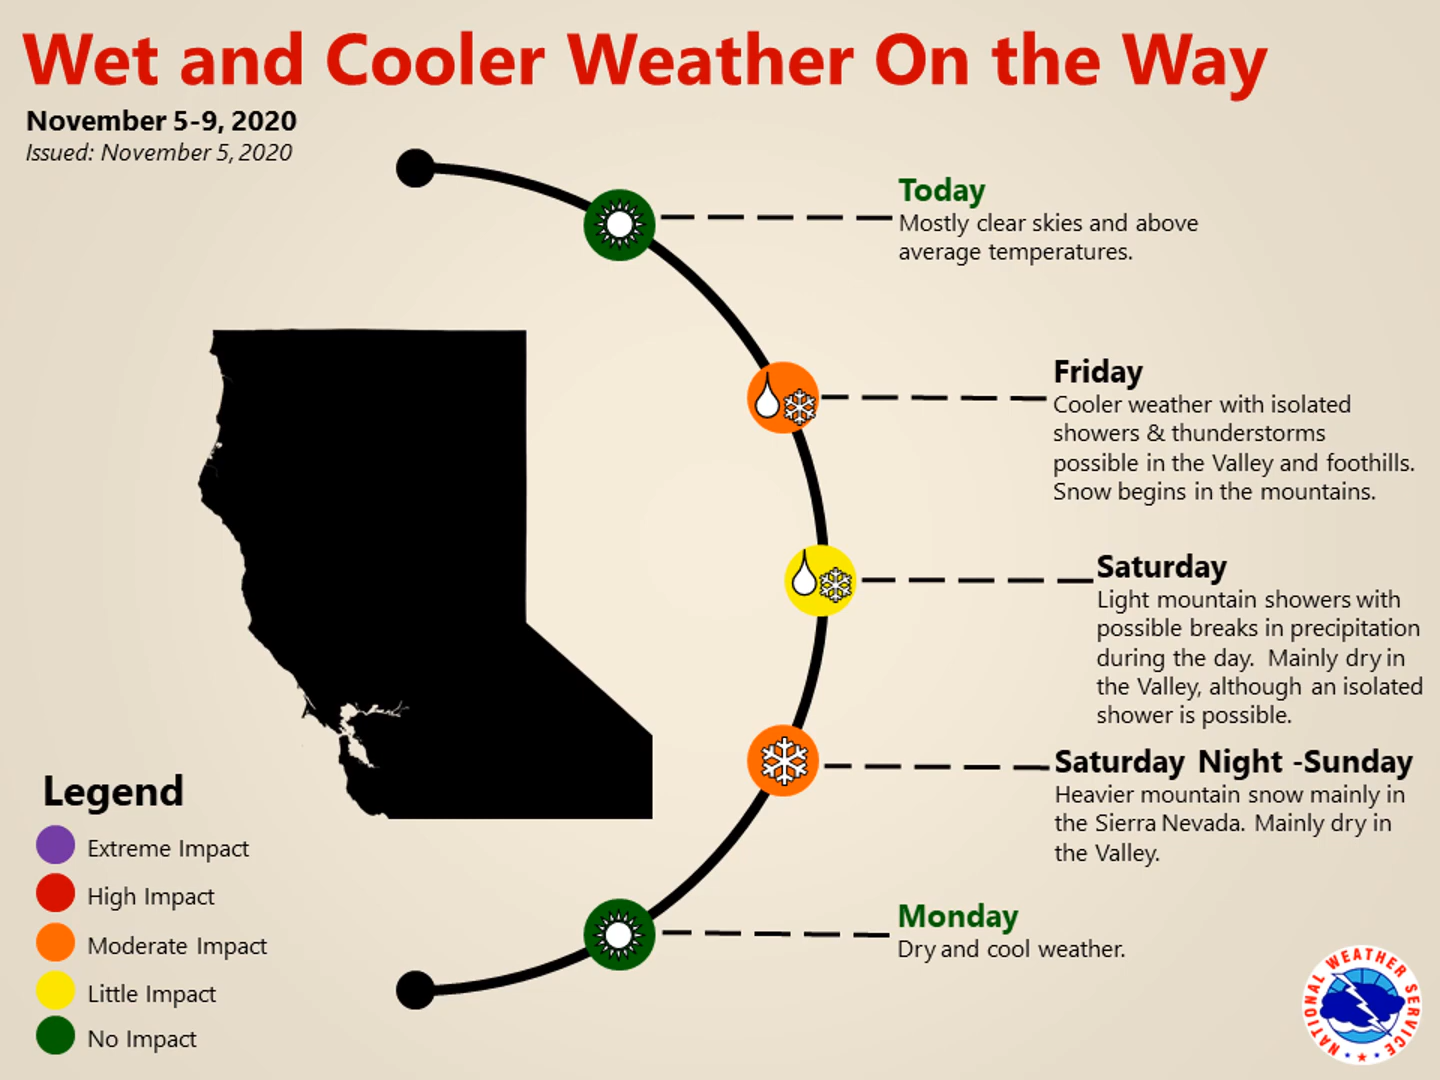 Wet and Cooler Weather On the Way
November 5-9, 2020
Issued: November 5, 2020
Today
Mostly clear skies and above
average temperatures.
Friday
Cooler weather with isolated
showers & thunderstorms
possible in the Valley and foothills.
Snow begins in the mountains.
Saturday
Light mountain showers with
possible breaks in precipitation
during the day. Mainly dry in
the Valley, although an isolated
shower is possible.
Saturday Night -Sunday
Heavier mountain snow mainly in
the Sierra Nevada. Mainly dry in
the Valley.
Monday
Dry and cool weather.
Legend
Extreme Impact
High Impact
Moderate Impact
Little Impact
No Impact
NATIONAL WEATHER SERVICE